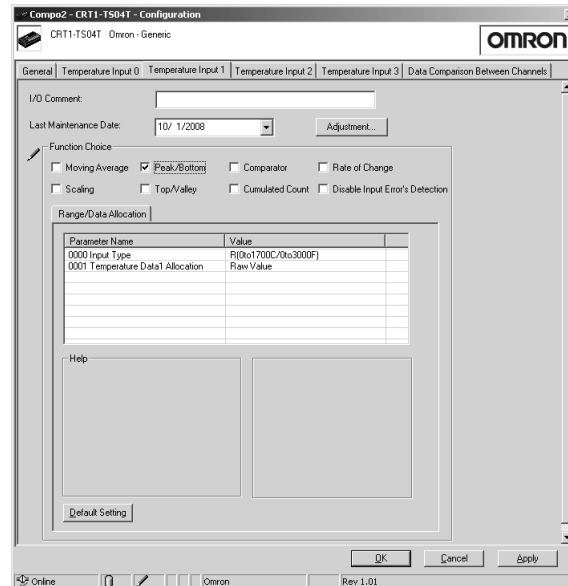 Compo2 - CRT1-TS04T - Configuration
CRT1-TS04T Omron - Generic
OMRON
General Temperature Input 0 Temperature Input 1 Temperature Input 2 Temperature Input 3 Data Comparison Between Channels
I/O Comment:
Last Maintenance Date: 10/ 1/2008 Adjustment...
Function Choice
Moving Average Peak/Bottom Comparator Rate of Change
Scaling Top/Valley Cumulated Count Disable Input Error's Detection
Range/Data Allocation
Parameter Name Value
0000 Input Type R(0to1700C/0to3000F)
0001 Temperature Data1 Allocation Raw Value
Help
Default Setting
OK Cancel Apply
Online Omron Rev 1.01